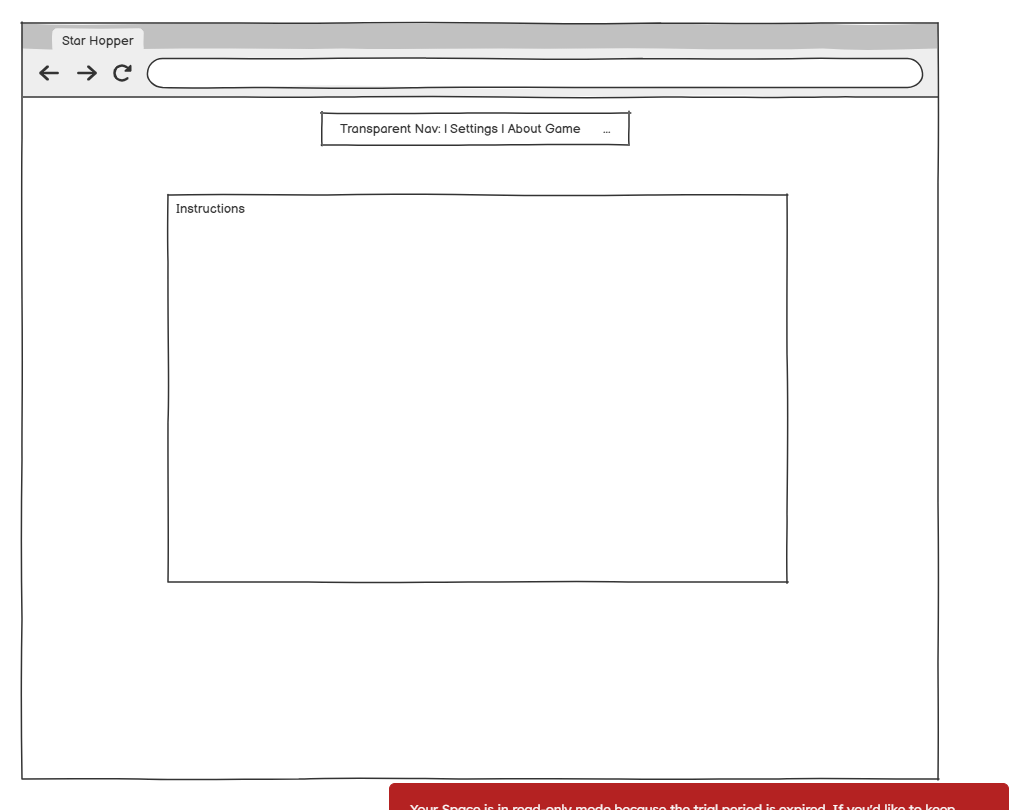 Star Hopper
Transparent Nav: | Settings | About Game ...
Instructions
Your Space is in read-only mode because the trial period is expired. If you'd like to keep